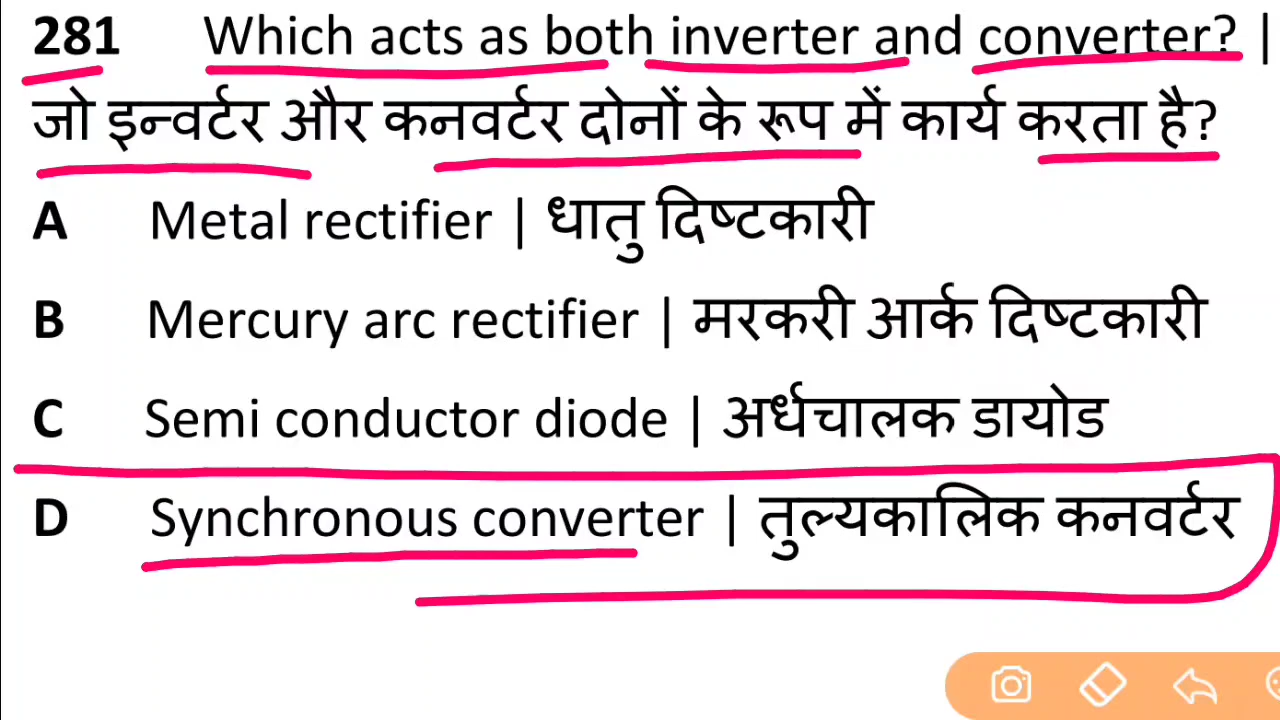 281 Which acts as both inverter and converter? |
जो इन्वर्टर और कनवर्टर दोनों के रूप में कार्य करता है?
A Metal rectifier | धातु दिष्टकारी
B Mercury arc rectifier | मरकरी आर्क दिष्टकारी
C Semi conductor diode | अर्धचालक डायोड
D Synchronous converter | तुल्यकालिक कनवर्टर